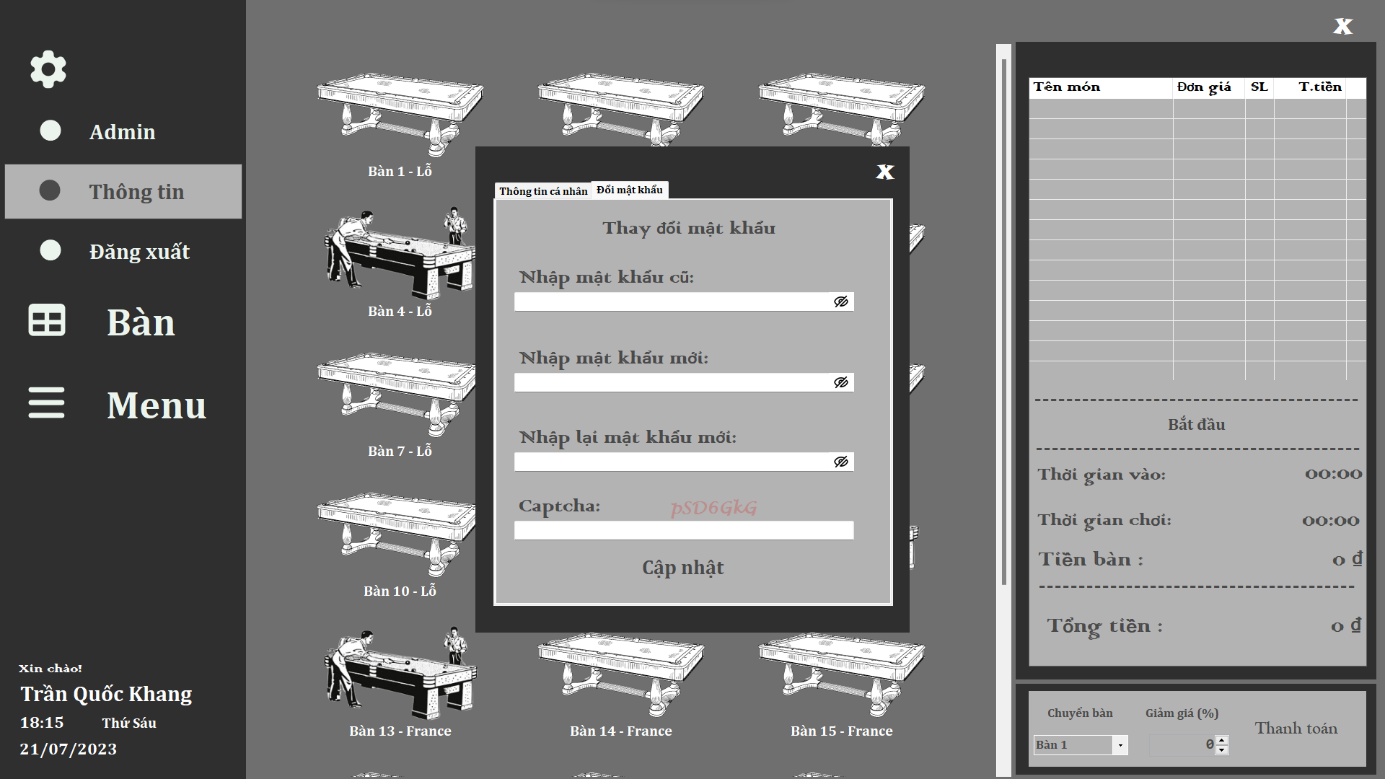 X
Admin
Thông tin
Đăng xuất
Bàn
Menu
Xin chào!
Trần Quốc Khang
18:15 Thứ Sáu
21/07/2023
Bàn 1 - Lỗ
Bàn 4 - Lỗ
Bàn 7 - Lỗ
Bàn 10 - Lỗ
Bàn 13 - France
Bàn 14 - France
Bàn 15 - France
X
Thông tin cá nhân
Đổi mật khẩu
Thay đổi mật khẩu
Nhập mật khẩu cũ:
Nhập mật khẩu mới:
Nhập lại mật khẩu mới:
Captcha: pSD6GkG
Cập nhật
Tên món Đơn giá SL T.tiền
Bắt đầu
Thời gian vào: 00:00
Thời gian chơi: 00:00
Tiền bàn : 0 ₫
Tổng tiền : 0 ₫
Chuyển bàn Giảm giá (%)
Thanh toán
Bàn 1 0